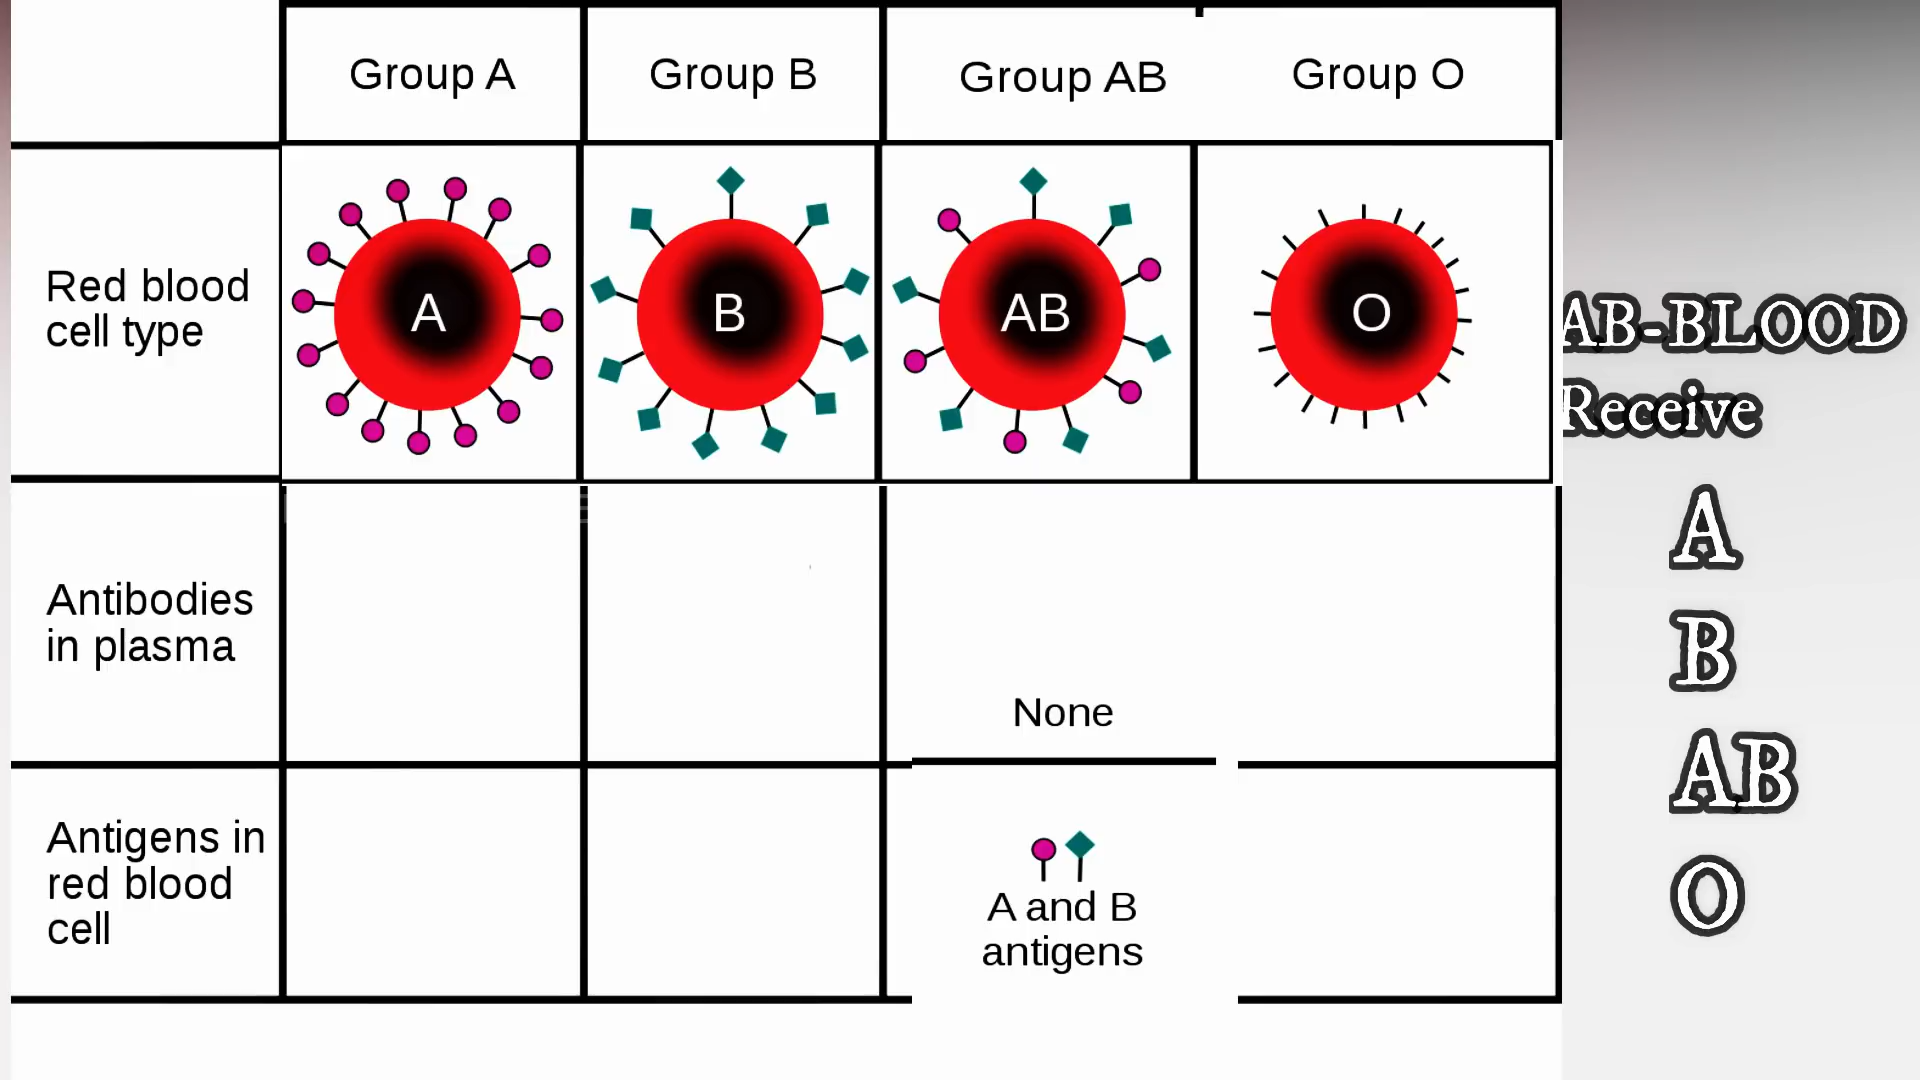 Group A
Group B
Group AB
Group O
Red blood
cell type
A
B
AB
O
Antibodies
in plasma
None
Antigens in
red blood
cell
A and B
antigens
AB-BLOOD
Receive
A
B
AB
O